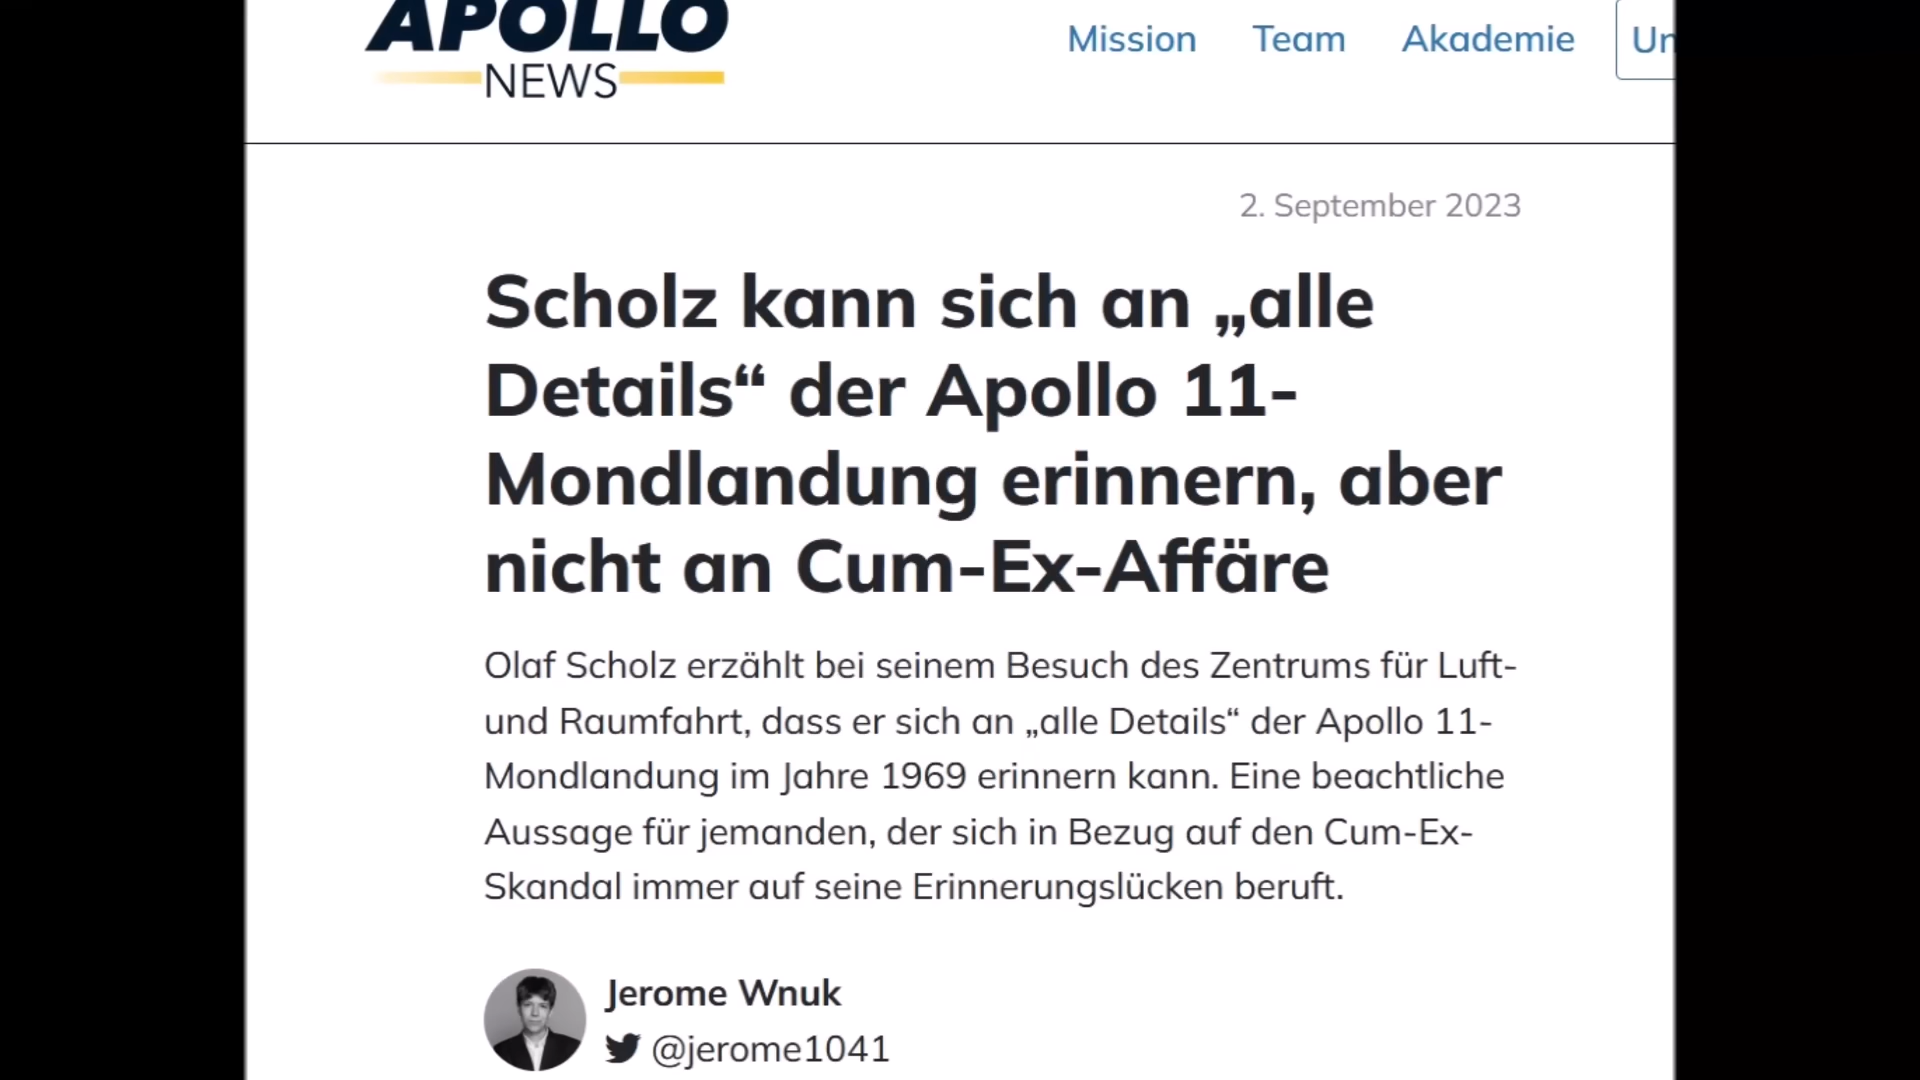 APOLLO
NEWS
Mission Team Akademie Un
2. September 2023
Scholz kann sich an „alle
Details“ der Apollo 11-
Mondlandung erinnern, aber
nicht an Cum-Ex-Affäre
Olaf Scholz erzählt bei seinem Besuch des Zentrums für Luft-
und Raumfahrt, dass er sich an „alle Details“ der Apollo 11-
Mondlandung im Jahre 1969 erinnern kann. Eine beachtliche
Aussage für jemanden, der sich in Bezug auf den Cum-Ex-
Skandal immer auf seine Erinnerungslücken beruft.
Jerome Wnuk
@jerome1041